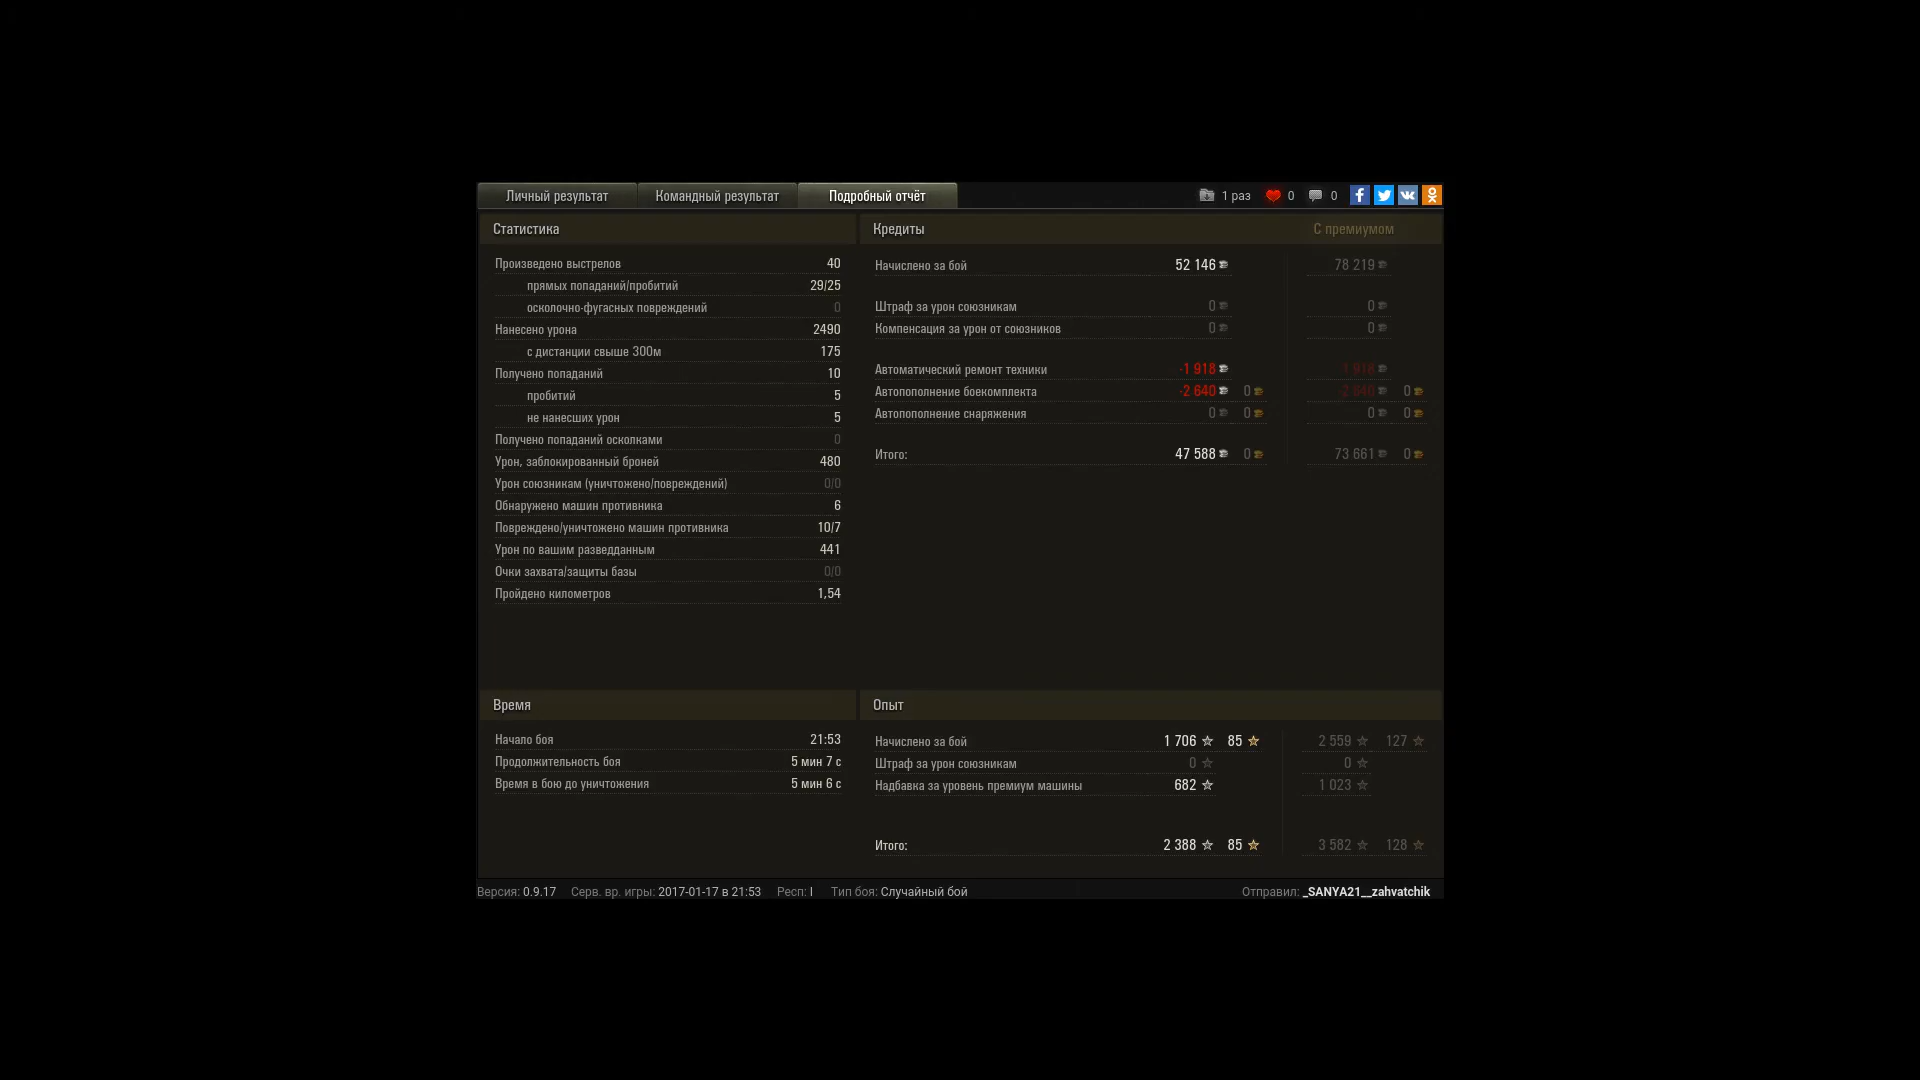 Личный результат Командный результат Подробный отчёт 1 раз 0 0
Статистика
Произведено выстрелов 40
прямых попаданий/пробитий 29/25
осколочно-фугасных повреждений 0
Нанесено урона 2490
с дистанции свыше 300м 175
Получено попаданий 10
пробитий 5
не нанесших урон 5
Получено попаданий осколками 0
Урон, заблокированный броней 480
Урон союзникам (уничтожено/повреждений) 0/0
Обнаружено машин противника 6
Повреждено/уничтожено машин противника 10/7
Урон по вашим разведданным 441
Очки захвата/защиты базы 0/0
Пройдено километров 1,54
Кредиты С премиумом
Начислено за бой 52 146 78 219
Штраф за урон союзникам 0 0
Компенсация за урон от союзников 0 0
Автоматический ремонт техники -1 918 -1 918
Автопополнение боекомплекта -2 640 0 -2 640 0
Автопополнение снаряжения 0 0 0 0
Итого: 47 588 0 73 661 0
Время
Начало боя 21:53
Продолжительность боя 5 мин 7 с
Время в бою до уничтожения 5 мин 6 с
Опыт
Начислено за бой 1 706 85 2 559 127
Штраф за урон союзникам 0 0
Надбавка за уровень премиум машины 682 1 023
Итого: 2 388 85 3 582 128
Версия: 0.9.17 Серв. вр. игры: 2017-01-17 в 21:53 Респ: I Тип боя: Случайный бой Отправил: _SANYA21__zahvatchik